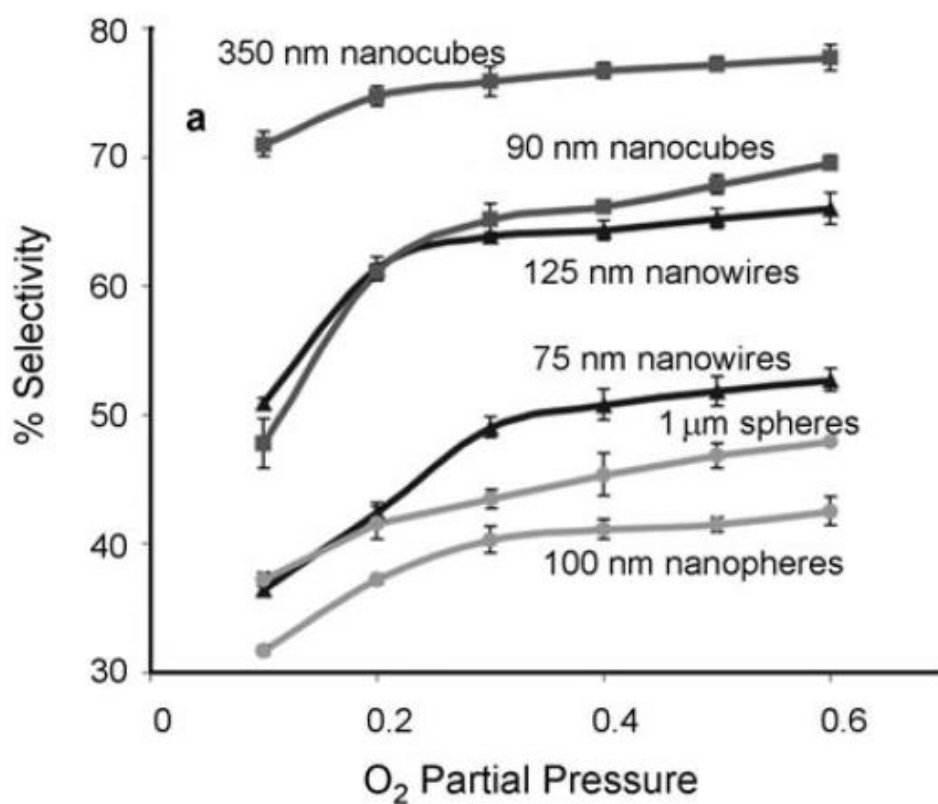 80
350 nm nanocubes
a
70
90 nm nanocubes
% Selectivity
60
125 nm nanowires
75 nm nanowires
50
1 μm spheres
40
100 nm nanopheres
30
0
0.2
0.4
0.6
O₂ Partial Pressure